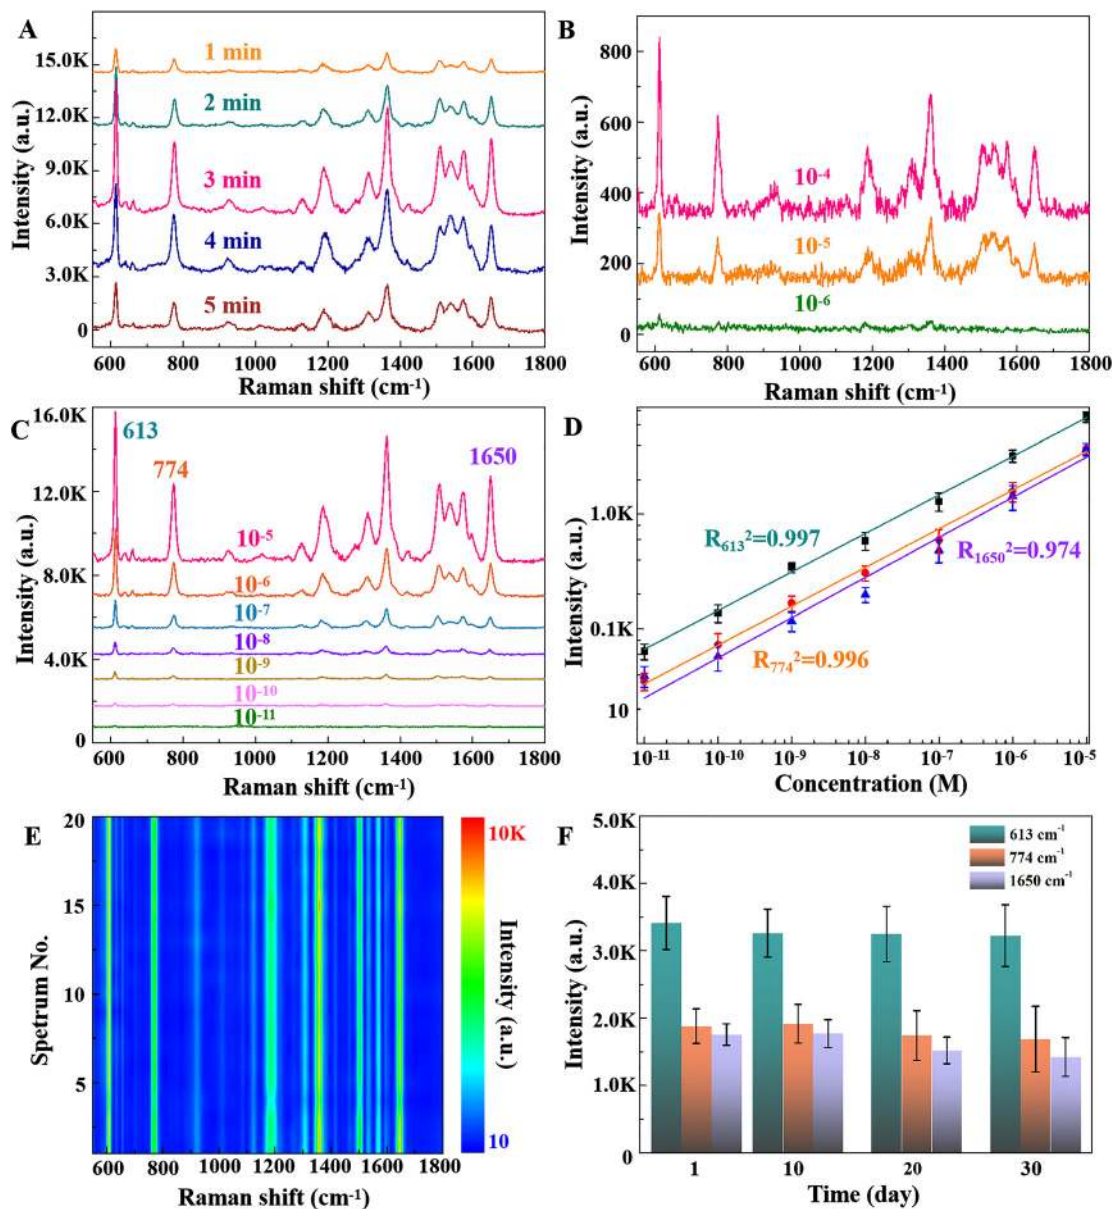 A
15.0K
12.0K
9.0K
6.0K
3.0K
0
Intensity (a.u.)
1 min
2 min
3 min
4 min
5 min
600 800 1000 1200 1400 1600 1800
Raman shift (cm⁻¹)
B
800
600
400
200
0
Intensity (a.u.)
10⁻⁴
10⁻⁵
10⁻⁶
600 800 1000 1200 1400 1600 1800
Raman shift (cm⁻¹)
C
16.0K
12.0K
8.0K
4.0K
0
Intensity (a.u.)
613
774
1650
10⁻⁵
10⁻⁶
10⁻⁷
10⁻⁸
10⁻⁹
10⁻¹⁰
10⁻¹¹
600 800 1000 1200 1400 1600 1800
Raman shift (cm⁻¹)
D
1.0K
0.1K
10
Intensity (a.u.)
R₆₁₃²=0.997
R₁₆₅₀²=0.974
R₇₇₄²=0.996
10⁻¹¹ 10⁻¹⁰ 10⁻⁹ 10⁻⁸ 10⁻⁷ 10⁻⁶ 10⁻⁵
Concentration (M)
E
20
15
10
5
Spetrum No.
600 800 1000 1200 1400 1600 1800
Raman shift (cm⁻¹)
10K
10
Intensity (a.u.)
F
5.0K
4.0K
3.0K
2.0K
1.0K
0
Intensity (a.u.)
613 cm⁻¹
774 cm⁻¹
1650 cm⁻¹
1 10 20 30
Time (day)